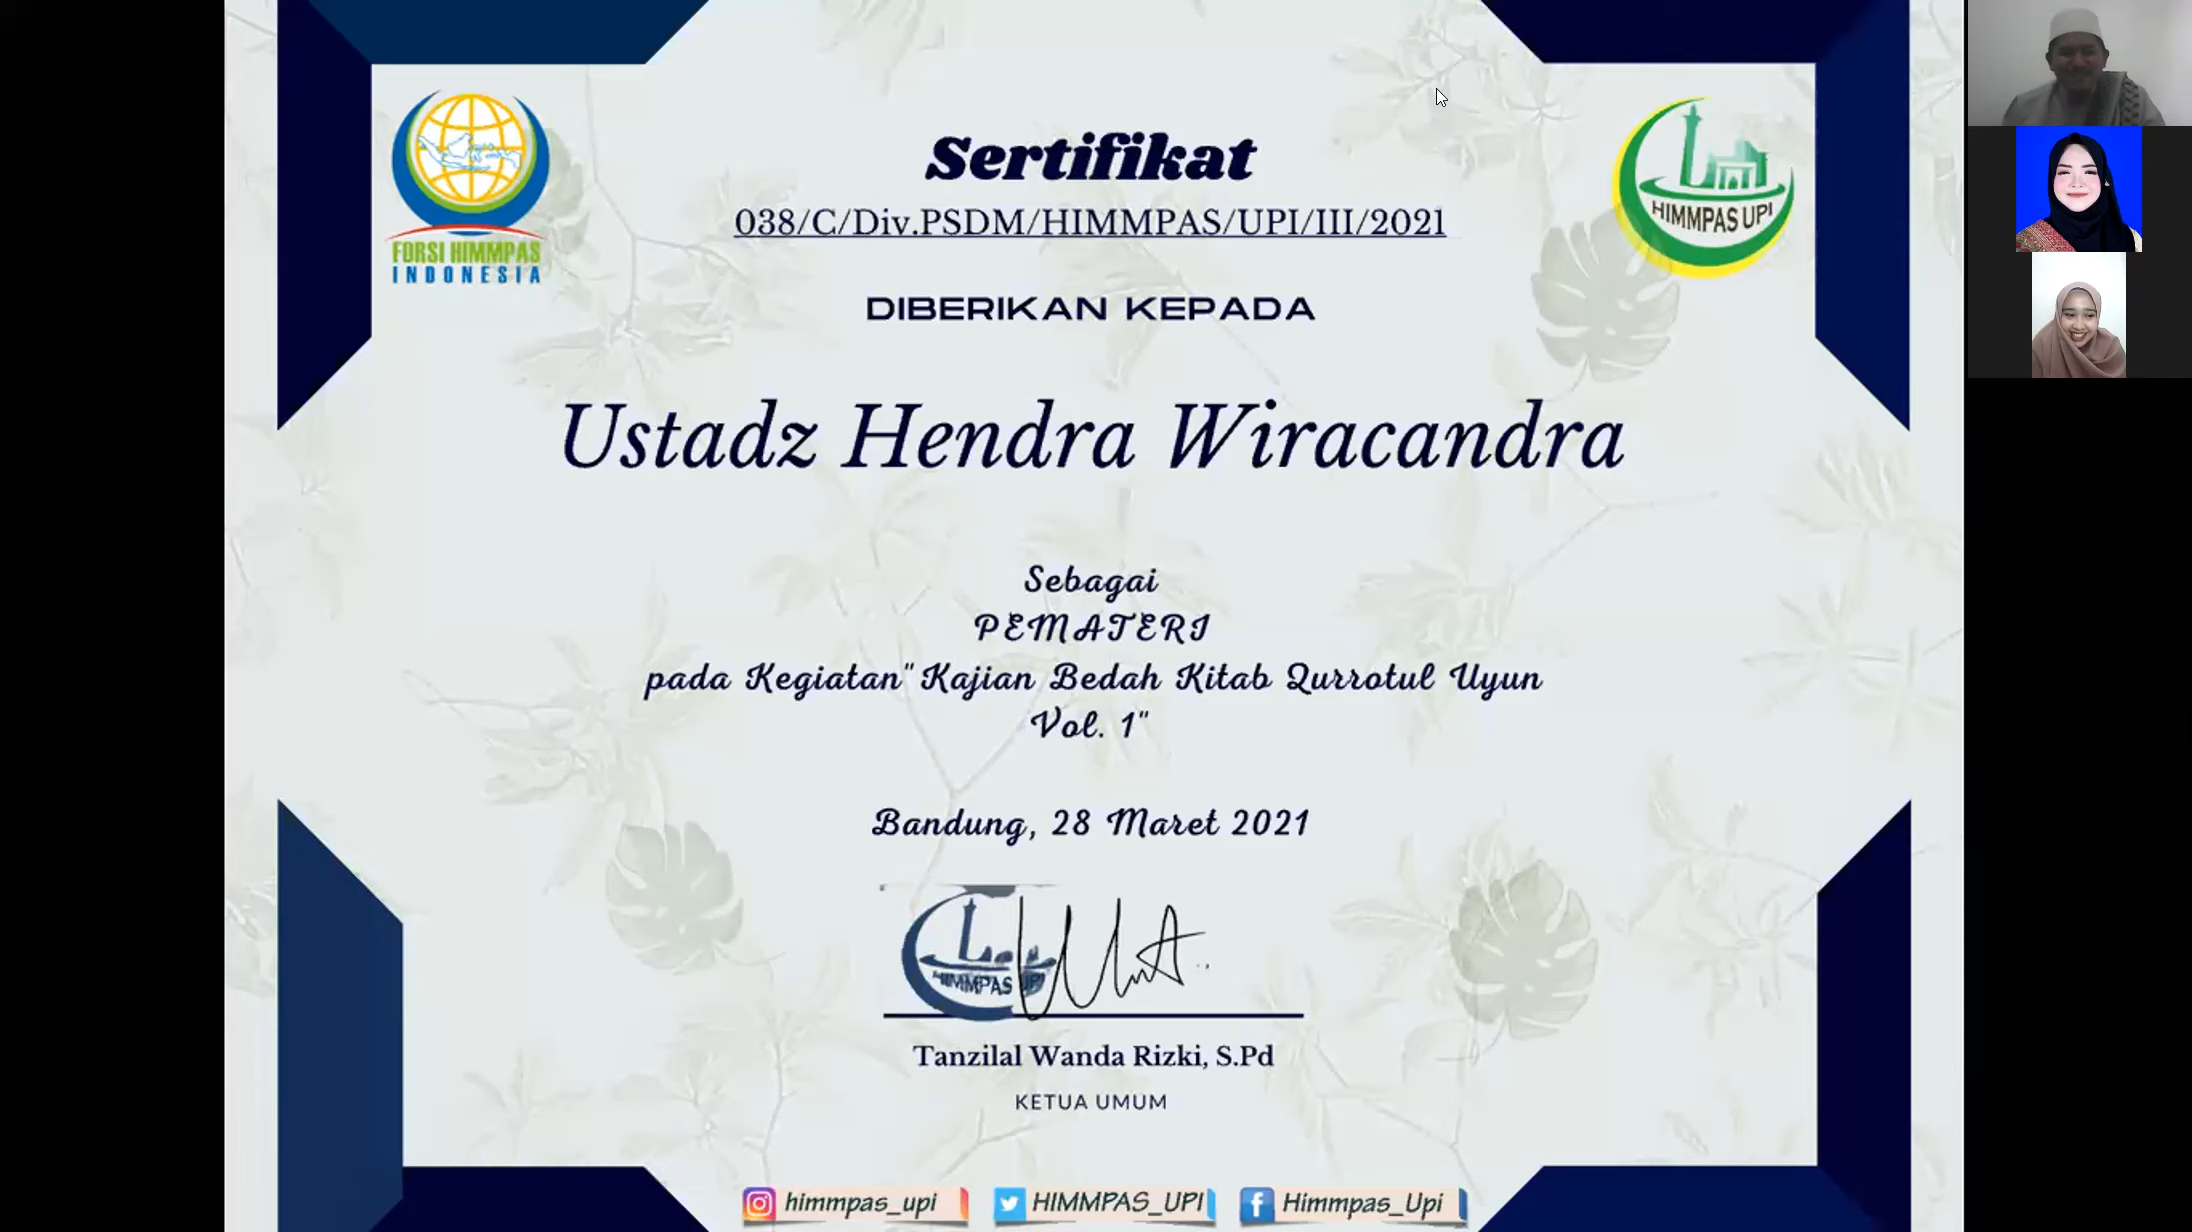 FORSI HIMMPAS
INDONESIA
HIMMPAS UPI
Sertifikat
038/C/Div.PSDM/HIMMPAS/UPI/III/2021
DIBERIKAN KEPADA
Ustadz Hendra Wiracandra
Sebagai
PEMATERI
pada Kegiatan" Kajian Bedah Kitab Qurrotul Uyun
Vol. 1"
Bandung, 28 Maret 2021
HIMMPAS UPI
Tanzilal Wanda Rizki, S.Pd
KETUA UMUM
himmpas_upi
HIMMPAS_UPI
Himmpas_Upi